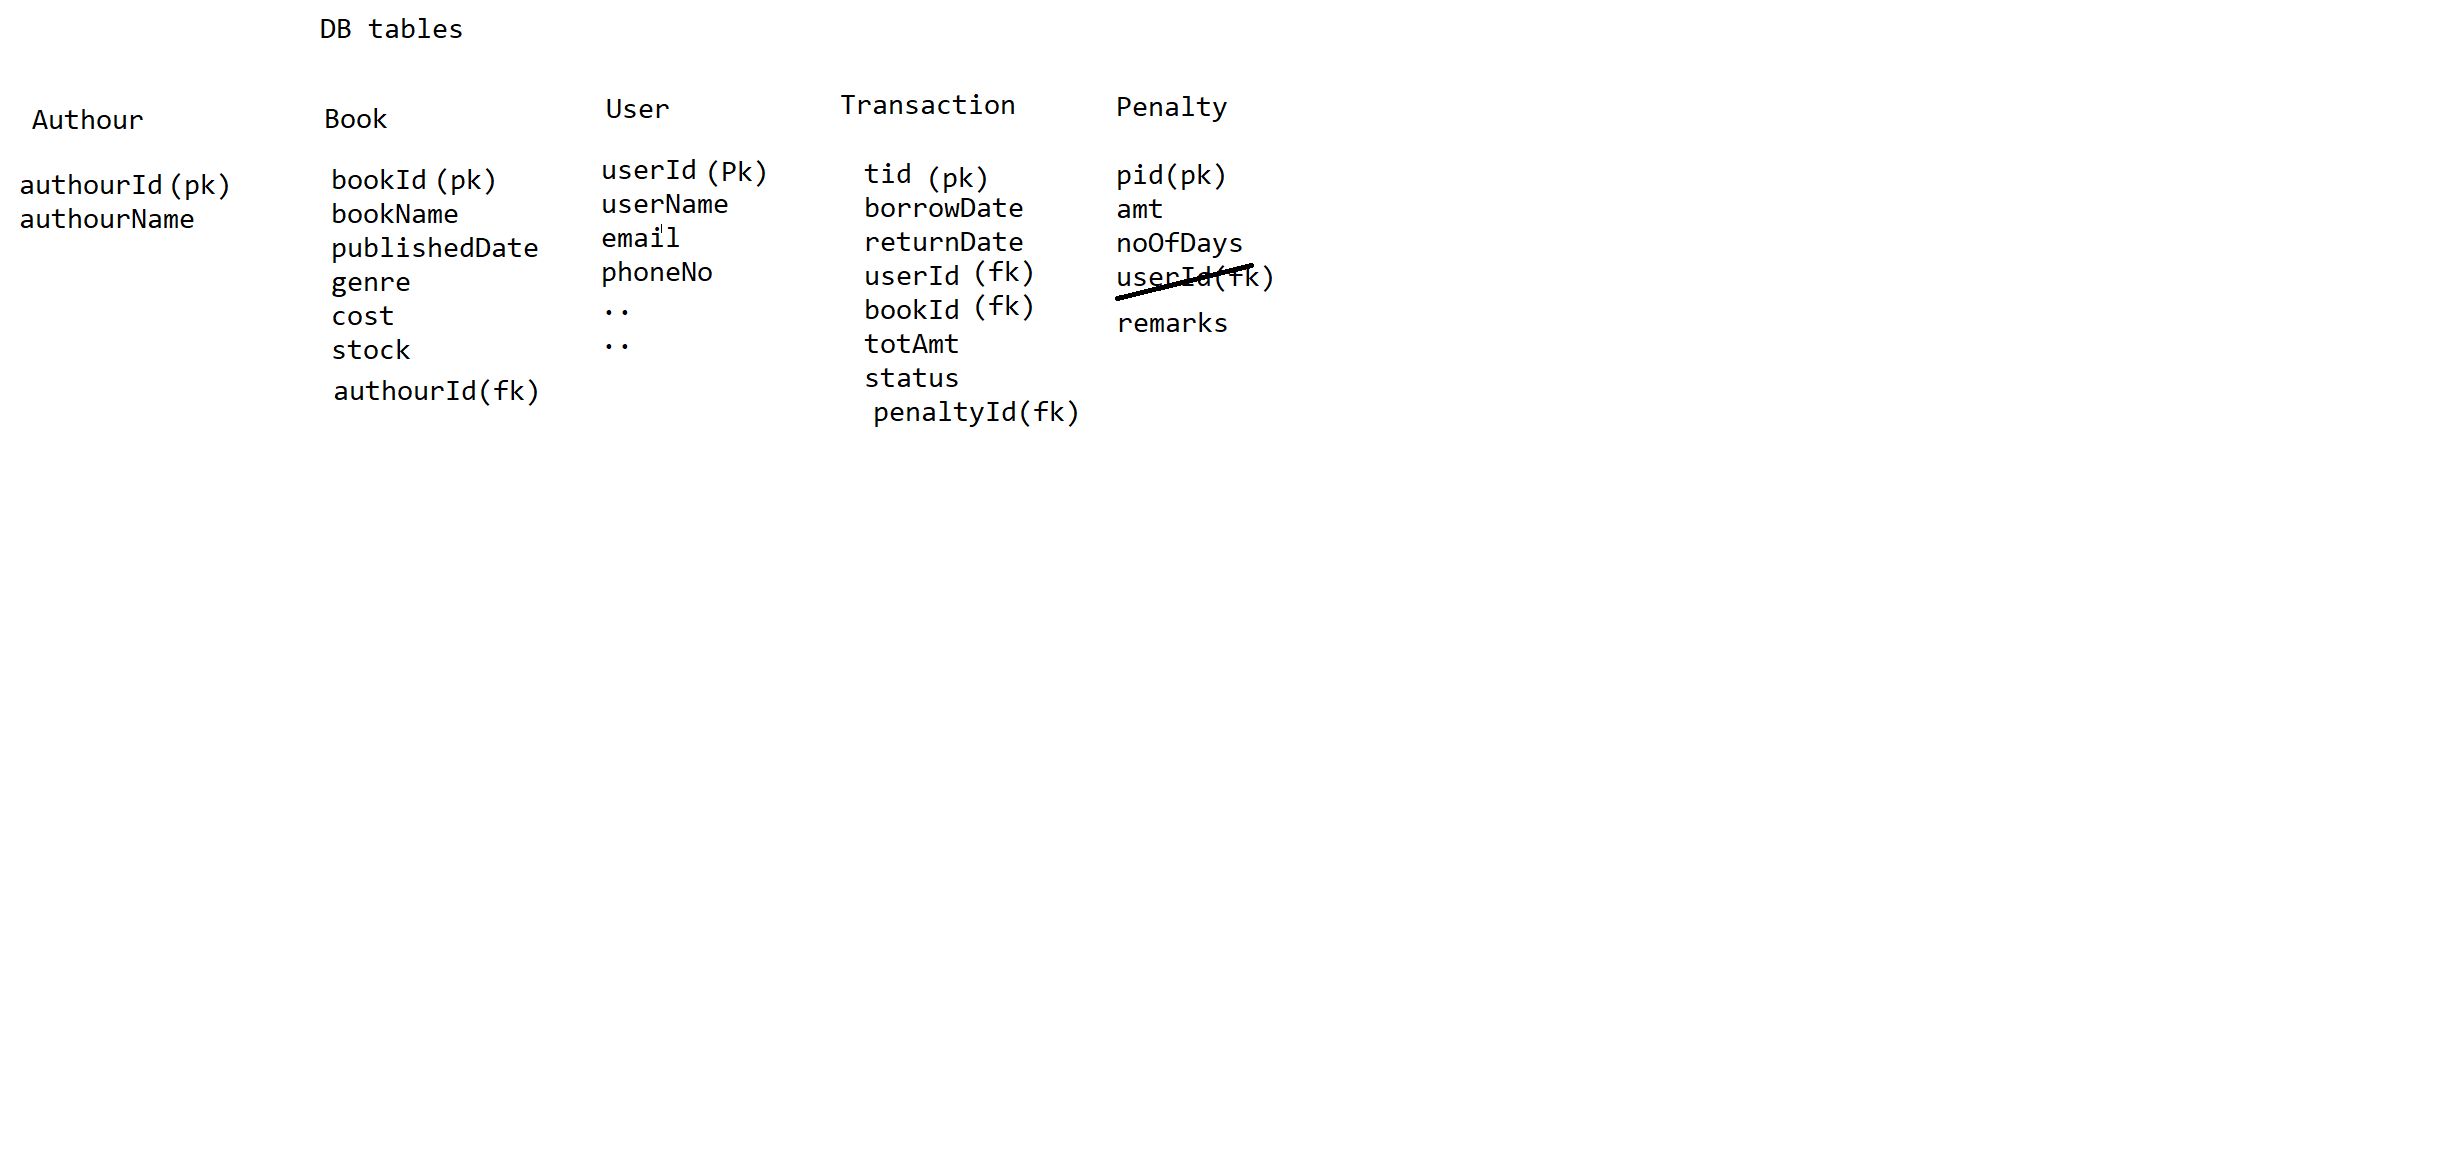 DB tables
Authour
authourId (pk)
authourName
Book
bookId (pk)
bookName
publishedDate
genre
cost
stock
authourId(fk)
User
userId (Pk)
userName
email
phoneNo
..
..
Transaction
tid (pk)
borrowDate
returnDate
userId (fk)
bookId (fk)
totAmt
status
penaltyId(fk)
Penalty
pid(pk)
amt
noOfDays
userId(fk)
remarks